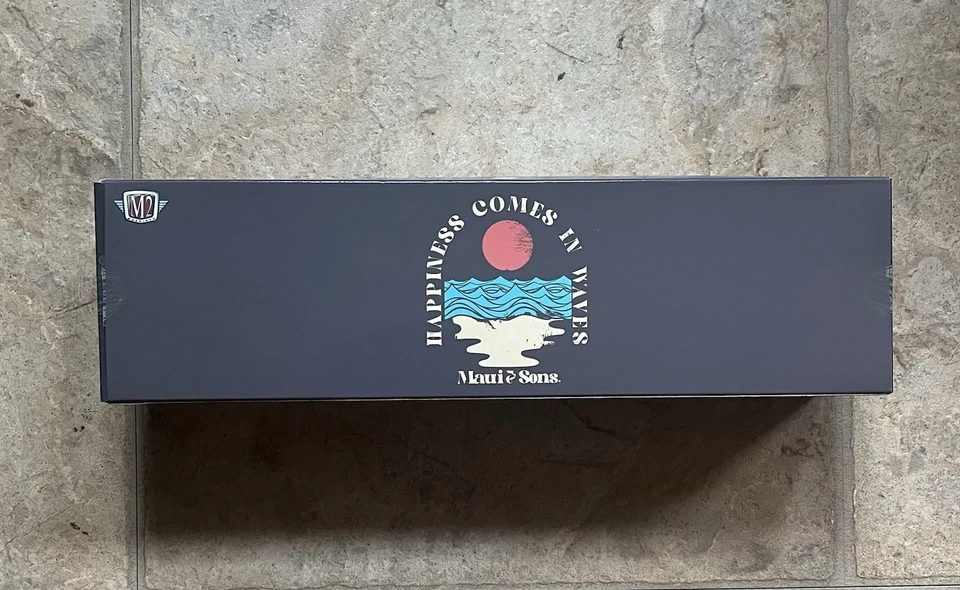 M2
HAPPINESS COMES IN WAVES
Maui & Sons.